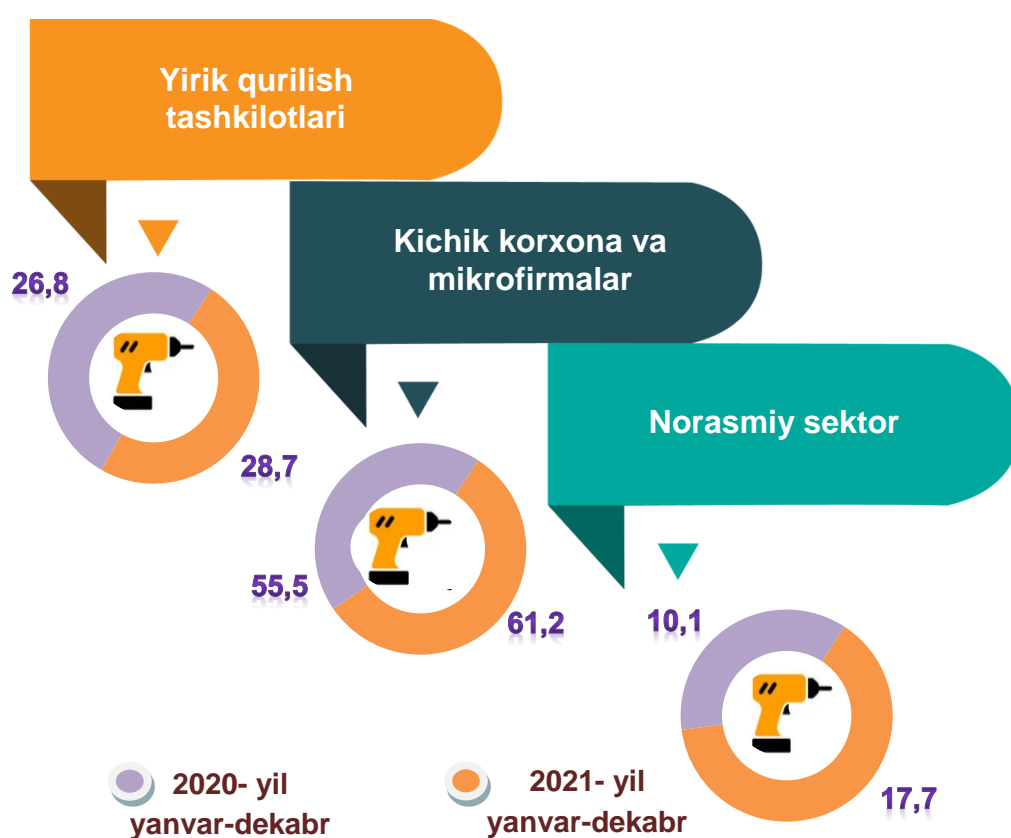 Yirik qurilish
tashkilotlari
Kichik korxona va
mikrofirmalar
Norasmiy sektor
26,8
28,7
55,5
61,2
10,1
17,7
2020- yil
yanvar-dekabr
2021- yil
yanvar-dekabr